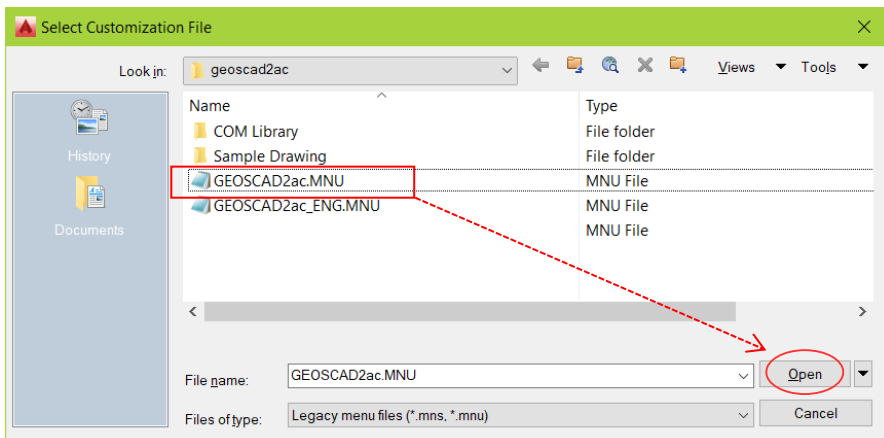 Select Customization File
Look in: geoscad2ac Views Tools
Name Type
COM Library File folder
Sample Drawing File folder
GEOSCAD2ac.MNU MNU File
GEOSCAD2ac_ENG.MNU MNU File
MNU File
History
Documents
File name: GEOSCAD2ac.MNU Open
Files of type: Legacy menu files (*.mns, *.mnu) Cancel